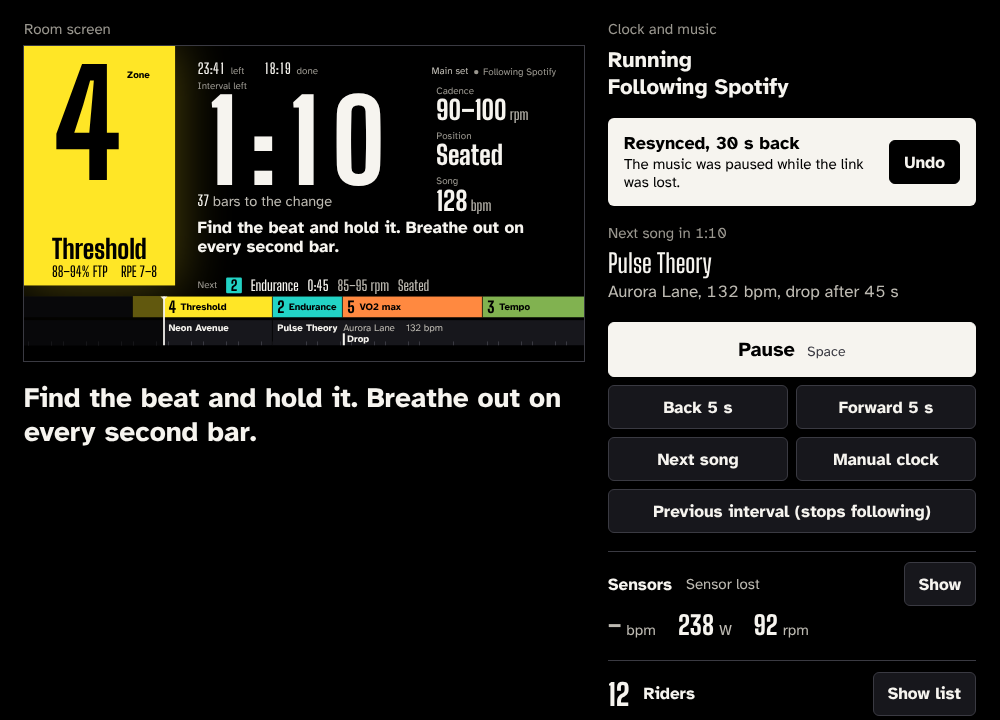 Room screen
4 Zone
23:41 left 18:19 done
Interval left
1:10
37 bars to the change
Main set • Following Spotify
Cadence
90–100 rpm
Position
Seated
Song
128 bpm
Find the beat and hold it. Breathe out on
every second bar.
Threshold
88–94% FTP RPE 7–8
Next 2 Endurance 0:45 85–95 rpm Seated
4 Threshold 2 Endurance 5 VO2 max 3 Tempo
Neon Avenue Pulse Theory Aurora Lane 132 bpm
Drop
Find the beat and hold it. Breathe out on
every second bar.
Clock and music
Running
Following Spotify
Resynced, 30 s back
The music was paused while the link
was lost.
Undo
Next song in 1:10
Pulse Theory
Aurora Lane, 132 bpm, drop after 45 s
Pause Space
Back 5 s Forward 5 s
Next song Manual clock
Previous interval (stops following)
Sensors Sensor lost Show
– bpm 238 W 92 rpm
12 Riders Show list